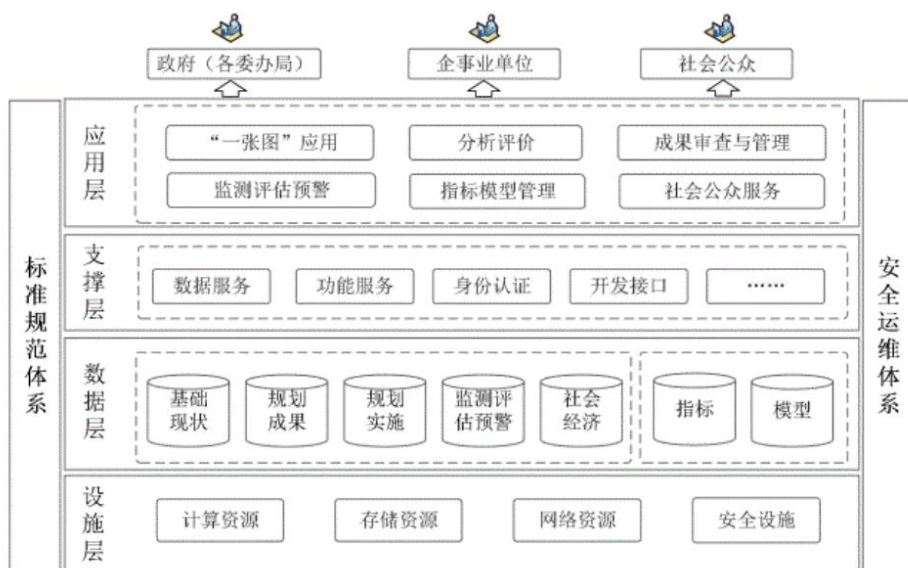 政府（各委办局）
企事业单位
社会公众
标准规范体系
安全运维体系
应用层
“一张图”应用
分析评价
成果审查与管理
监测评估预警
指标模型管理
社会公众服务
支撑层
数据服务
功能服务
身份认证
开发接口
……
数据层
基础
现状
规划
成果
规划
实施
监测评
估预警
社会
经济
指标
模型
设施层
计算资源
存储资源
网络资源
安全设施